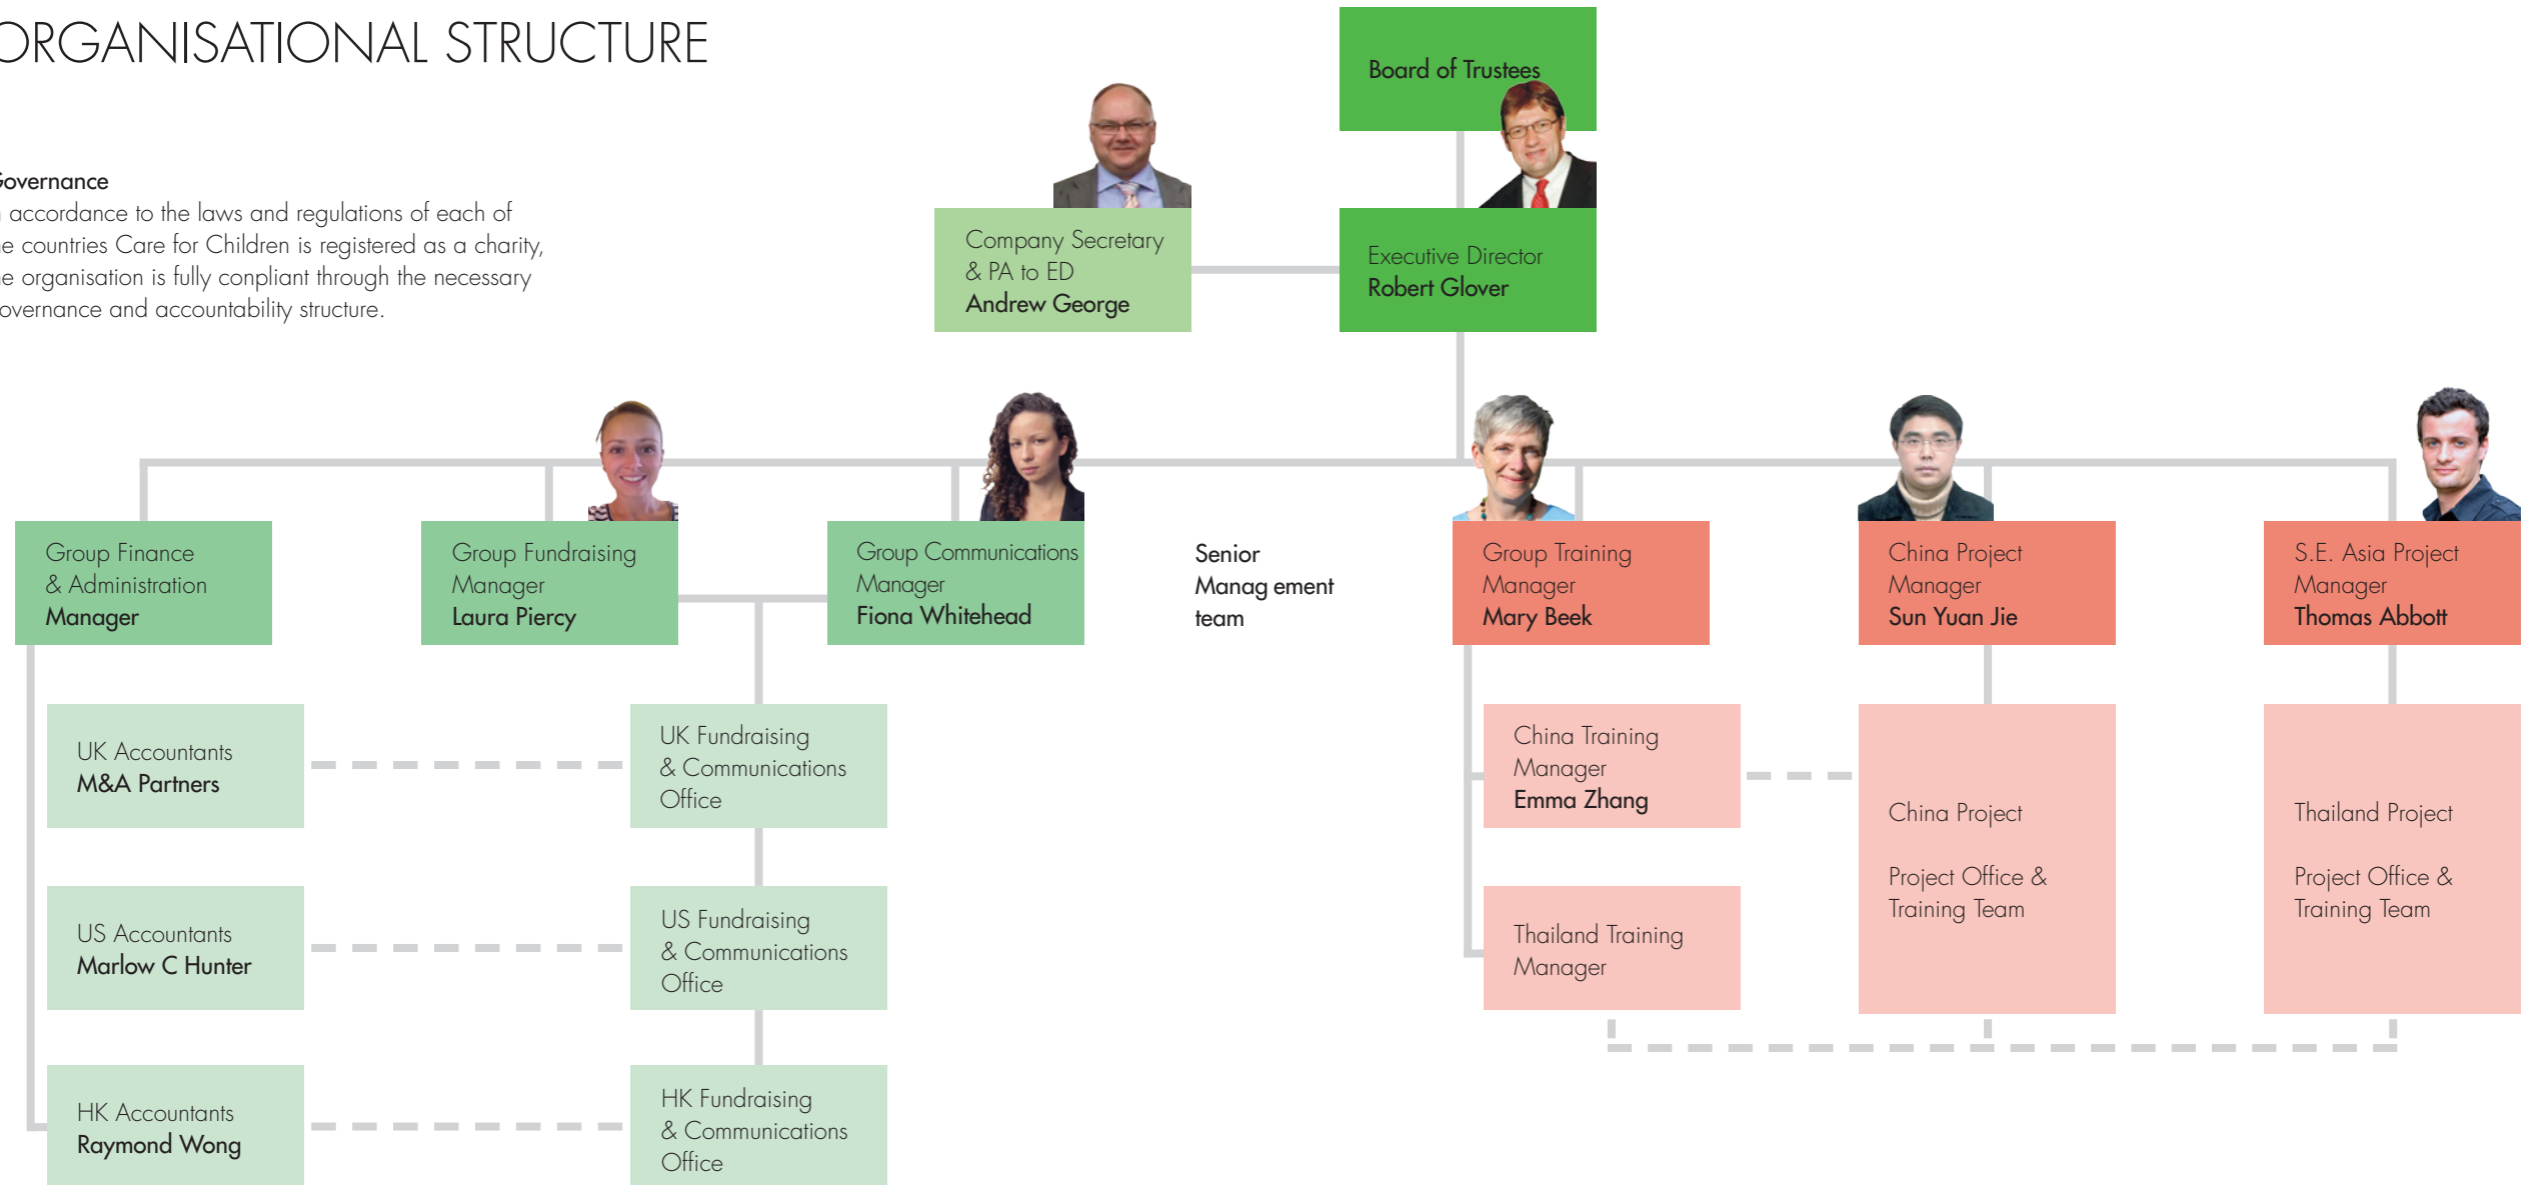 ORGANISATIONAL STRUCTURE
Board of Trustees
Governance
accordance to the laws and regulations of each of
countries Care for Children is registered as a charity,
organisation is fully conpliant through the necessary
governance and accountability structure.
Company Secretary
& PA to ED
Andrew George
Executive Director
Robert Glover
Group Finance
& Administration
Manager
Group Fundraising
Manager
Laura Piercy
Group Communications
Manager
Fiona Whitehead
Senior
Manag ement
team
Group Training
Manager
Mary Beek
China Project
Manager
Sun Yuan Jie
S.E. Asia Project
Manager
Thomas Abbott
UK Accountants
M&A Partners
UK Fundraising
& Communications
Office
China Training
Manager
Emma Zhang
China Project
Project Office &
Training Team
Thailand Project
Project Office &
Training Team
US Accountants
Marlow C Hunter
US Fundraising
& Communications
Office
Thailand Training
Manager
HK Accountants
Raymond Wong
HK Fundraising
& Communications
Office